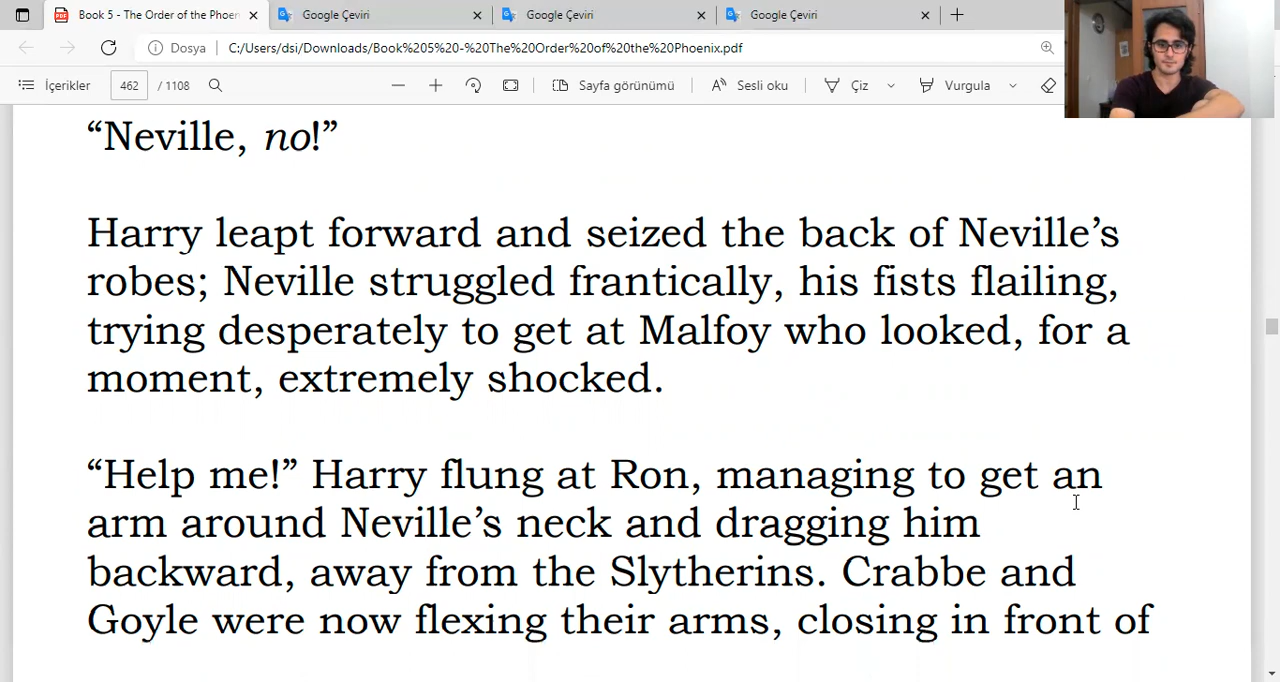 Book 5 - The Order of the Phoen
Google Çeviri
Google Çeviri
Google Çeviri
Dosya
C:/Users/dsi/Downloads/Book%205%20-%20The%20Order%20of%20the%20Phoenix.pdf
İçerikler
462 / 1108
Sayfa görünümü
Sesli oku
Çiz
Vurgula
“Neville, no!”
Harry leapt forward and seized the back of Neville’s
robes; Neville struggled frantically, his fists flailing,
trying desperately to get at Malfoy who looked, for a
moment, extremely shocked.
“Help me!” Harry flung at Ron, managing to get an
arm around Neville’s neck and dragging him
backward, away from the Slytherins. Crabbe and
Goyle were now flexing their arms, closing in front of